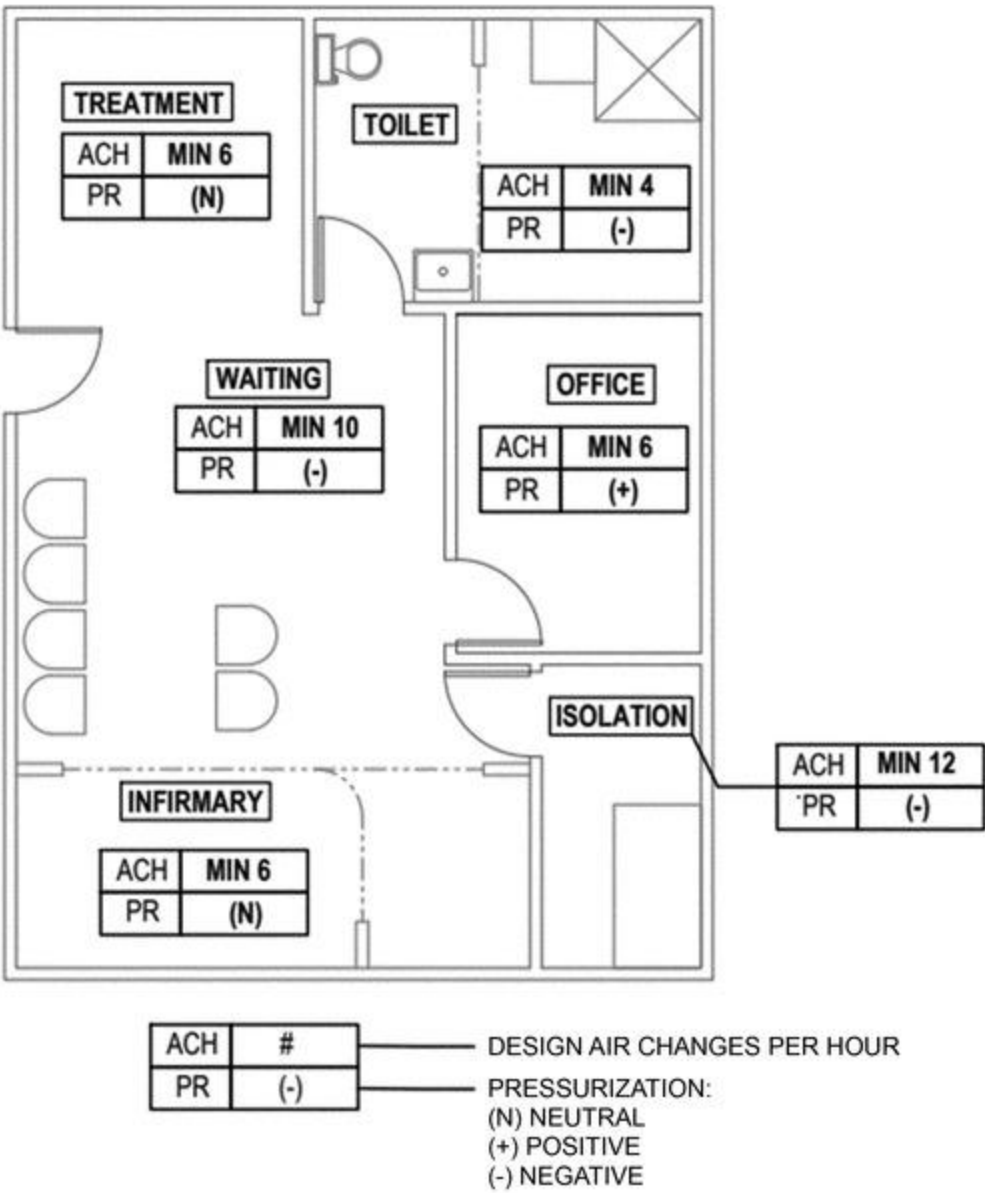 TREATMENT
ACH MIN 6
PR (N)
TOILET
ACH MIN 4
PR (-)
WAITING
ACH MIN 10
PR (-)
OFFICE
ACH MIN 6
PR (+)
ISOLATION
ACH MIN 12
PR (-)
INFIRMARY
ACH MIN 6
PR (N)
ACH #
PR (-)
DESIGN AIR CHANGES PER HOUR
PRESSURIZATION:
(N) NEUTRAL
(+) POSITIVE
(-) NEGATIVE